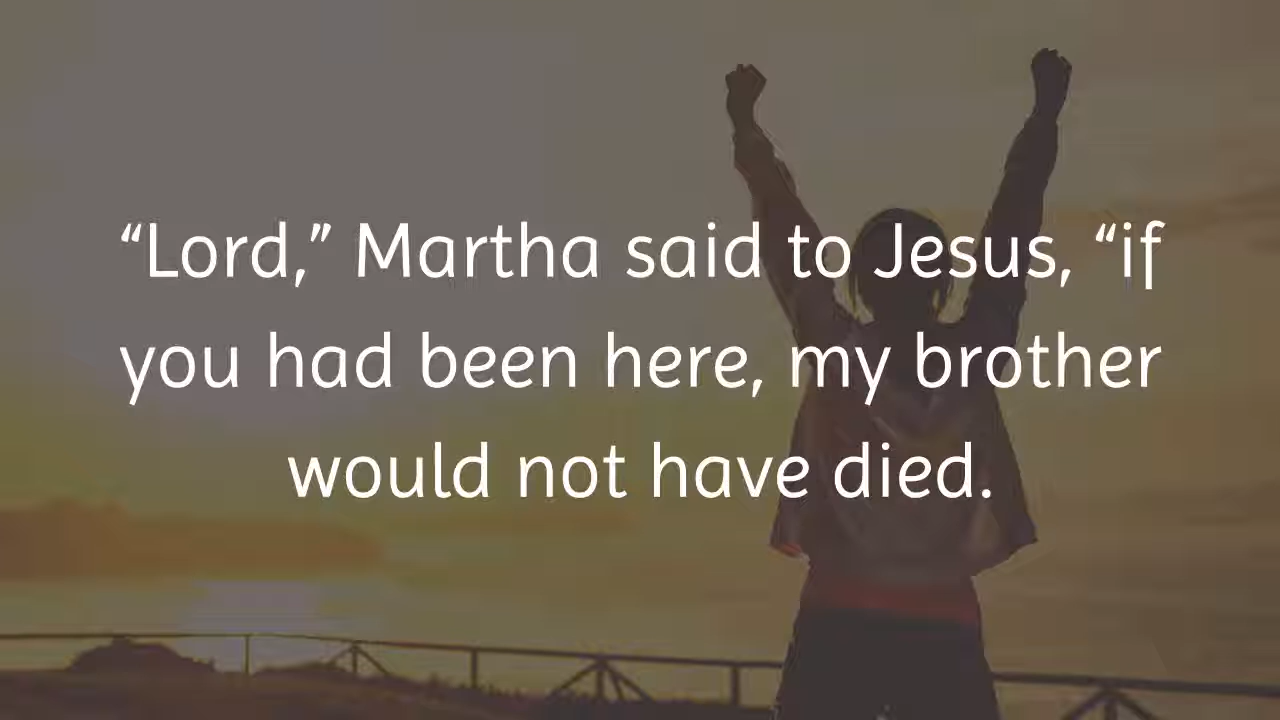 “Lord,” Martha said to Jesus, “if
you had been here, my brother
would not have died.